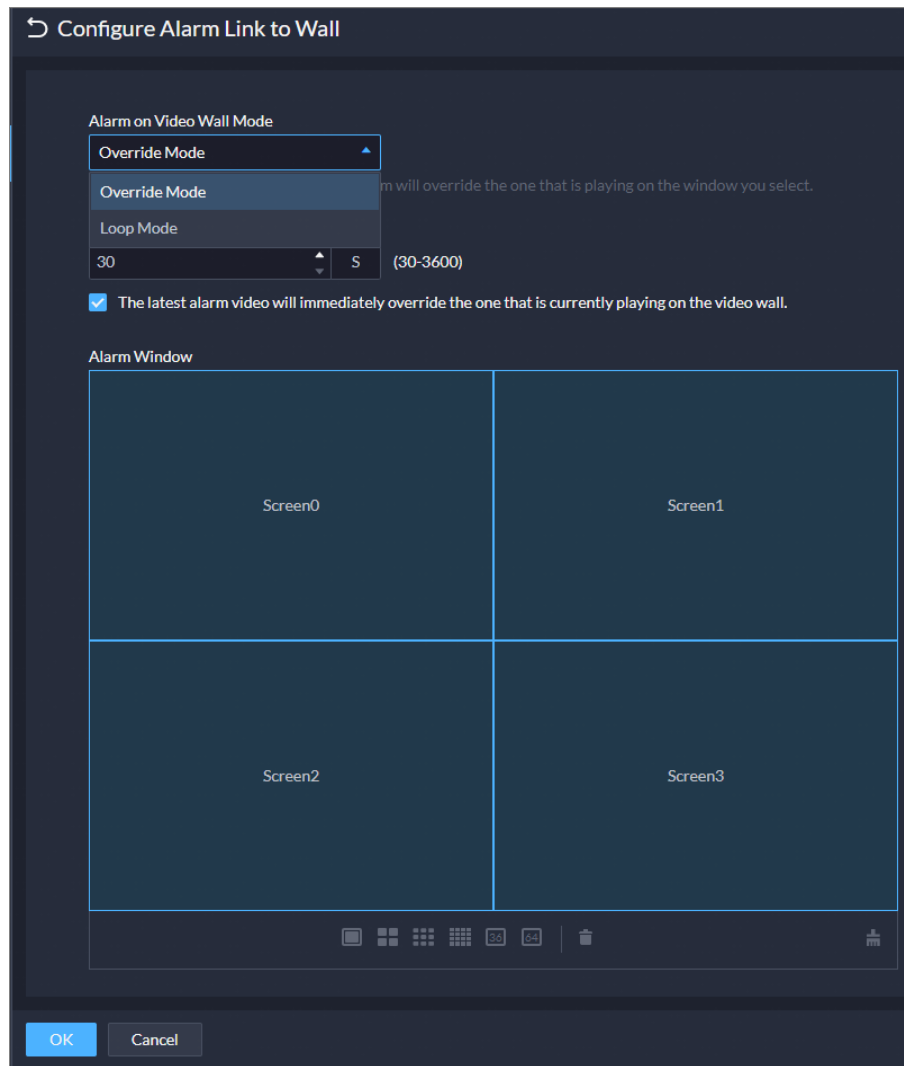 Configure Alarm Link to Wall
Alarm on Video Wall Mode
Override Mode
Override Mode
m will override the one that is playing on the window you select.
Loop Mode
30 S (30-3600)
The latest alarm video will immediately override the one that is currently playing on the video wall.
Alarm Window
Screen0 Screen1
Screen2 Screen3
36 64
OK Cancel